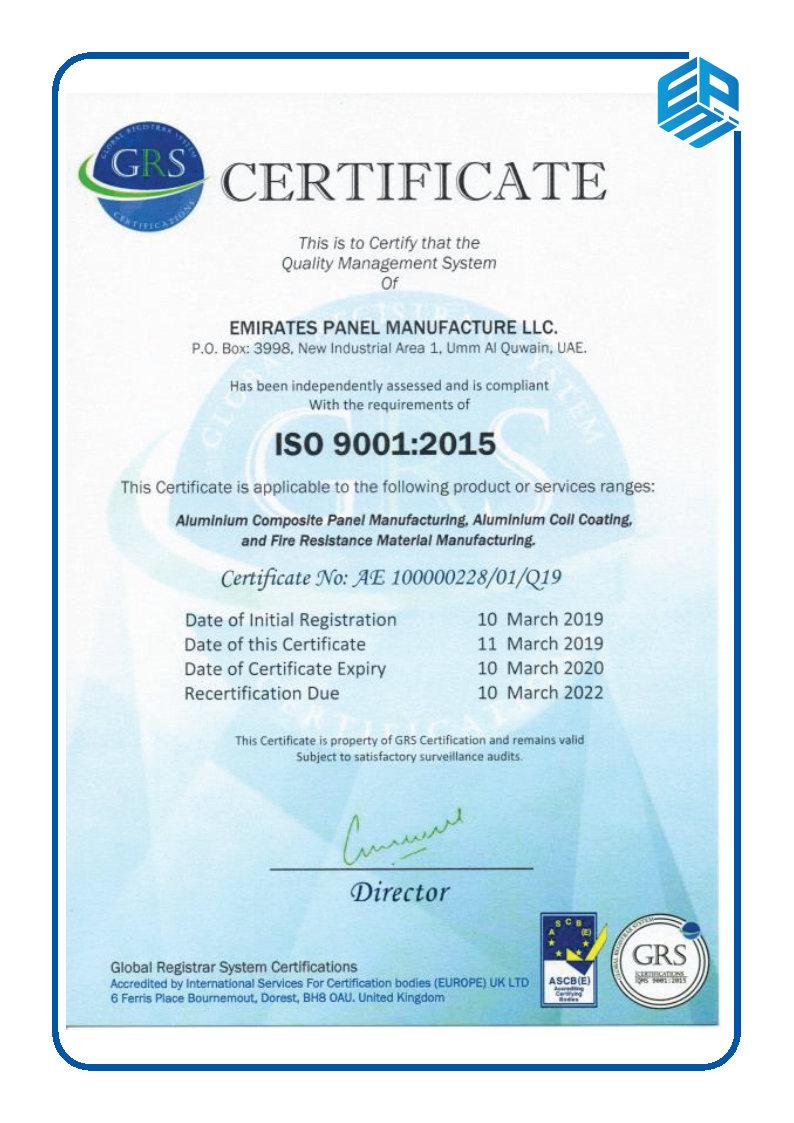 EPM
GLOBAL REGISTRAR SYSTEM
GRS
CERTIFICATIONS
CERTIFICATE
This is to Certify that the
Quality Management System
Of
EMIRATES PANEL MANUFACTURE LLC.
P.O. Box: 3998, New Industrial Area 1, Umm Al Quwain, UAE.
Has been independently assessed and is compliant
With the requirements of
ISO 9001:2015
This Certificate is applicable to the following product or services ranges:
Aluminium Composite Panel Manufacturing, Aluminium Coil Coating,
and Fire Resistance Material Manufacturing.
Certificate No: AE 100000228/01/Q19
Date of Initial Registration 10 March 2019
Date of this Certificate 11 March 2019
Date of Certificate Expiry 10 March 2020
Recertification Due 10 March 2022
This Certificate is property of GRS Certification and remains valid
Subject to satisfactory surveillance audits.
Director
Global Registrar System Certifications
Accredited by International Services For Certification bodies (EUROPE) UK LTD
6 Ferris Place Bournemout, Dorest, BH8 OAU. United Kingdom
A S C B (E)
ASCB(E)
Accrediting
Certifying
Bodies
GLOBAL REGISTRAR SYSTEM
GRS
CERTIFICATIONS
QMS 9001:2015